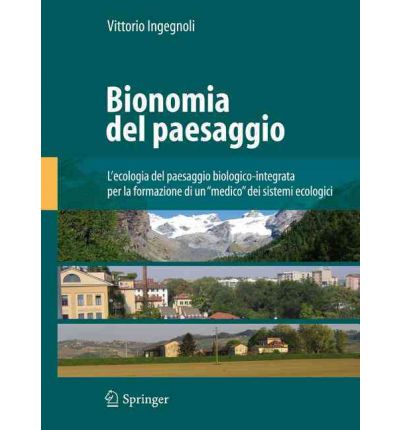 Vittorio Ingegnoli
Bionomia
del paesaggio
L'ecologia del paesaggio biologico-integrata
per la formazione di un "medico" dei sistemi ecologici
Springer